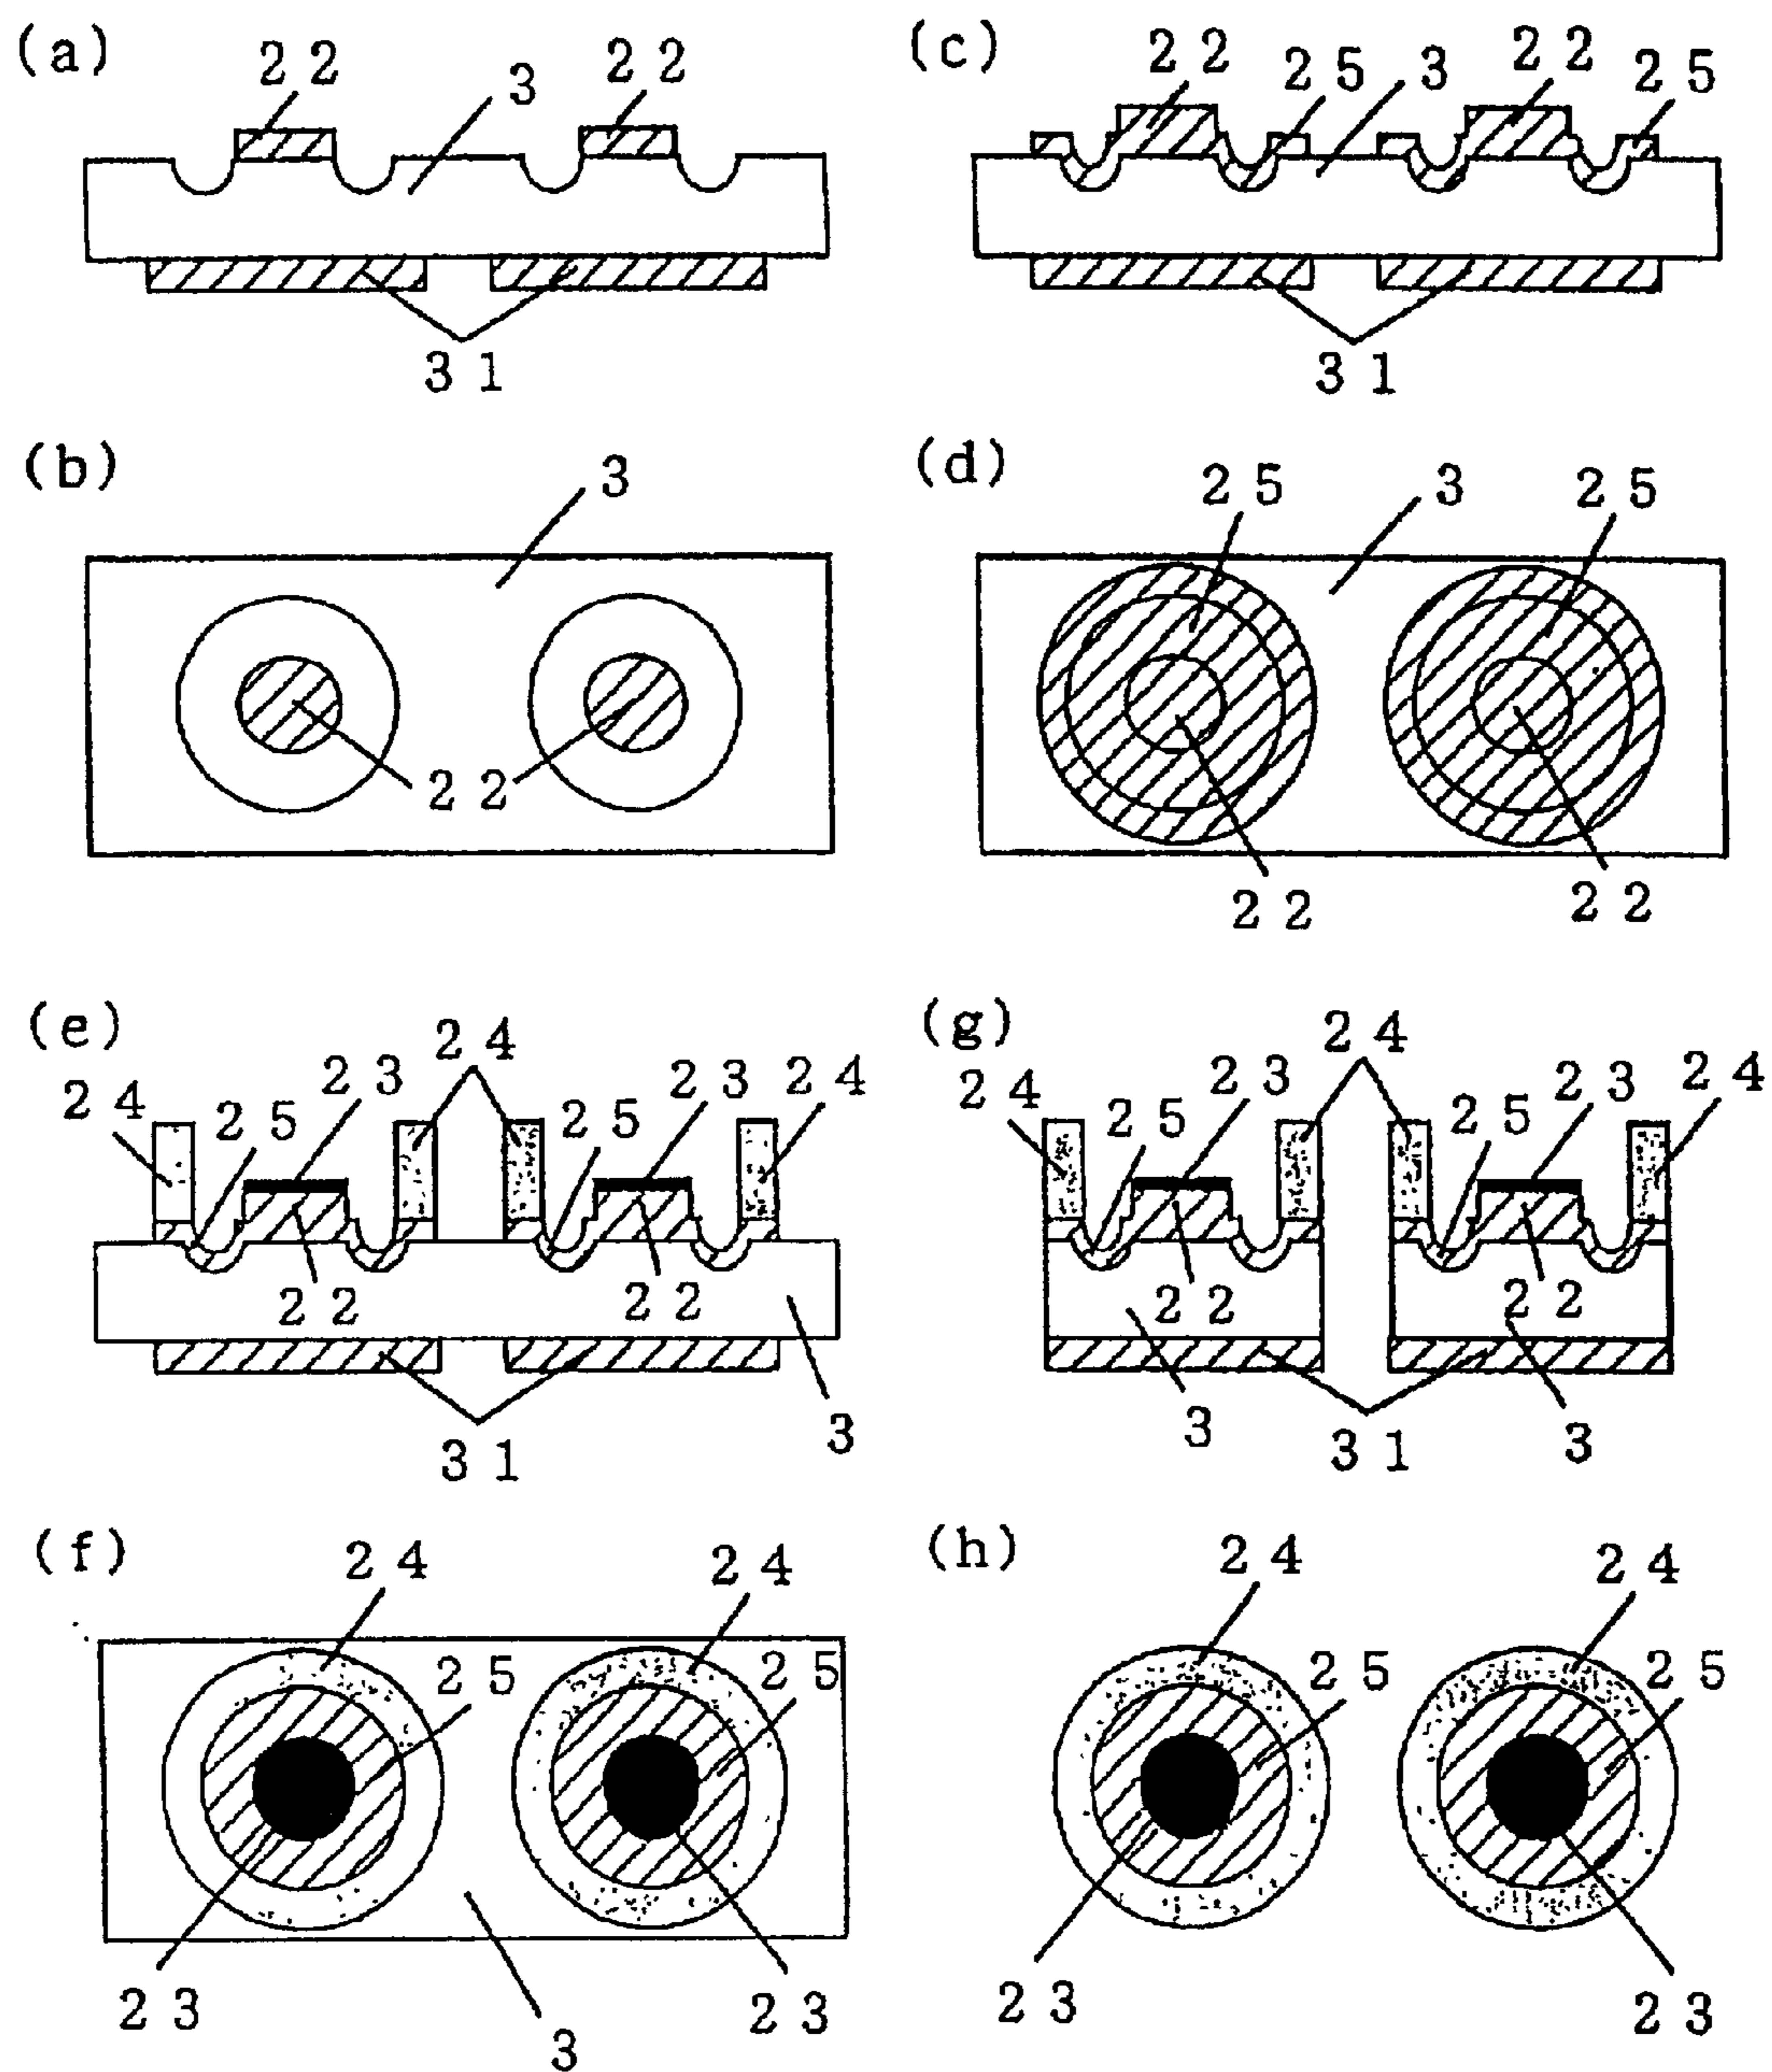 (a) 22 22 3
31
(c) 22 25 3 22 25
31
(b) 3
22
(d) 25 3 25
22 22
(e) 24 25 23 24 25 23 24
22 22
31 3
(g) 24 25 23 24 25 23 24
22 22
3 31 3
(f) 24 24
25 25
23 3 23
(h) 24 24
25 25
23 23